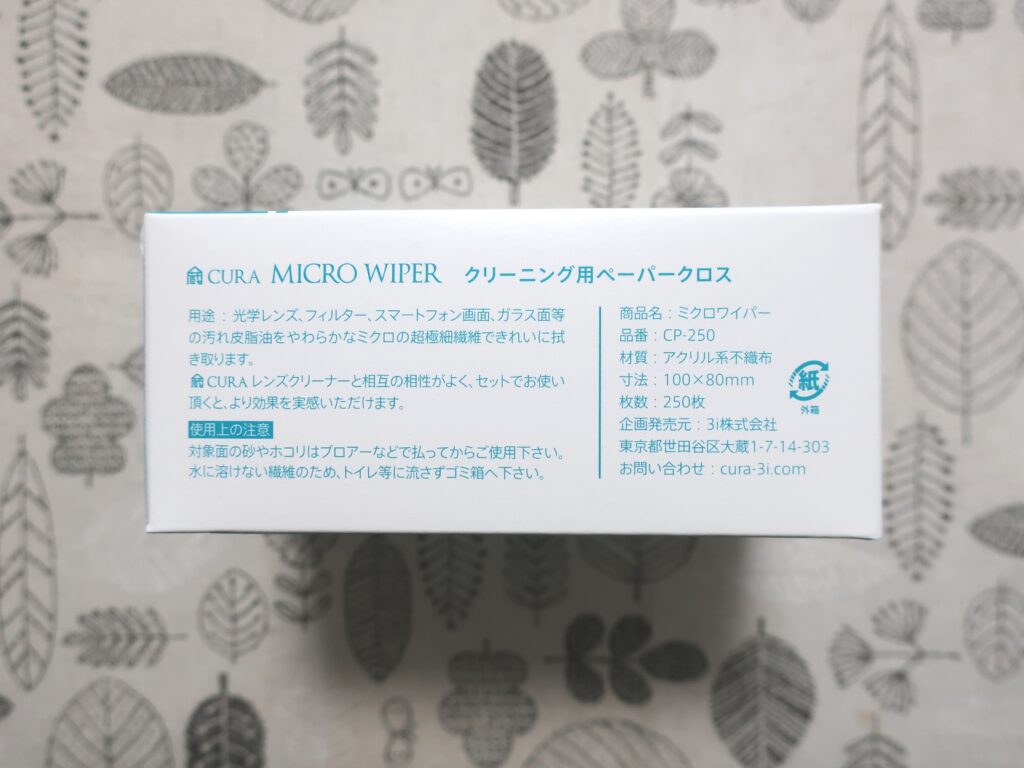 CURA MICRO WIPER クリーニング用ペーパークロス
用途：光学レンズ、フィルター、スマートフォン画面、ガラス面等
の汚れ皮脂油をやわらかなミクロの超極細繊維できれいに拭
き取ります。
CURA レンズクリーナーと相互の相性がよく、セットでお使い
頂くと、より効果を実感いただけます。
使用上の注意
対象面の砂やホコリはブロアーなどで払ってからご使用下さい。
水に溶けない繊維のため、トイレ等に流さずゴミ箱へ下さい。
商品名：ミクロワイパー
品番：CP-250
材質：アクリル系不織布
寸法：100×80mm
枚数：250枚
企画発売元：3i株式会社
東京都世田谷区大蔵1-7-14-303
お問い合わせ：cura-3i.com
紙
外箱